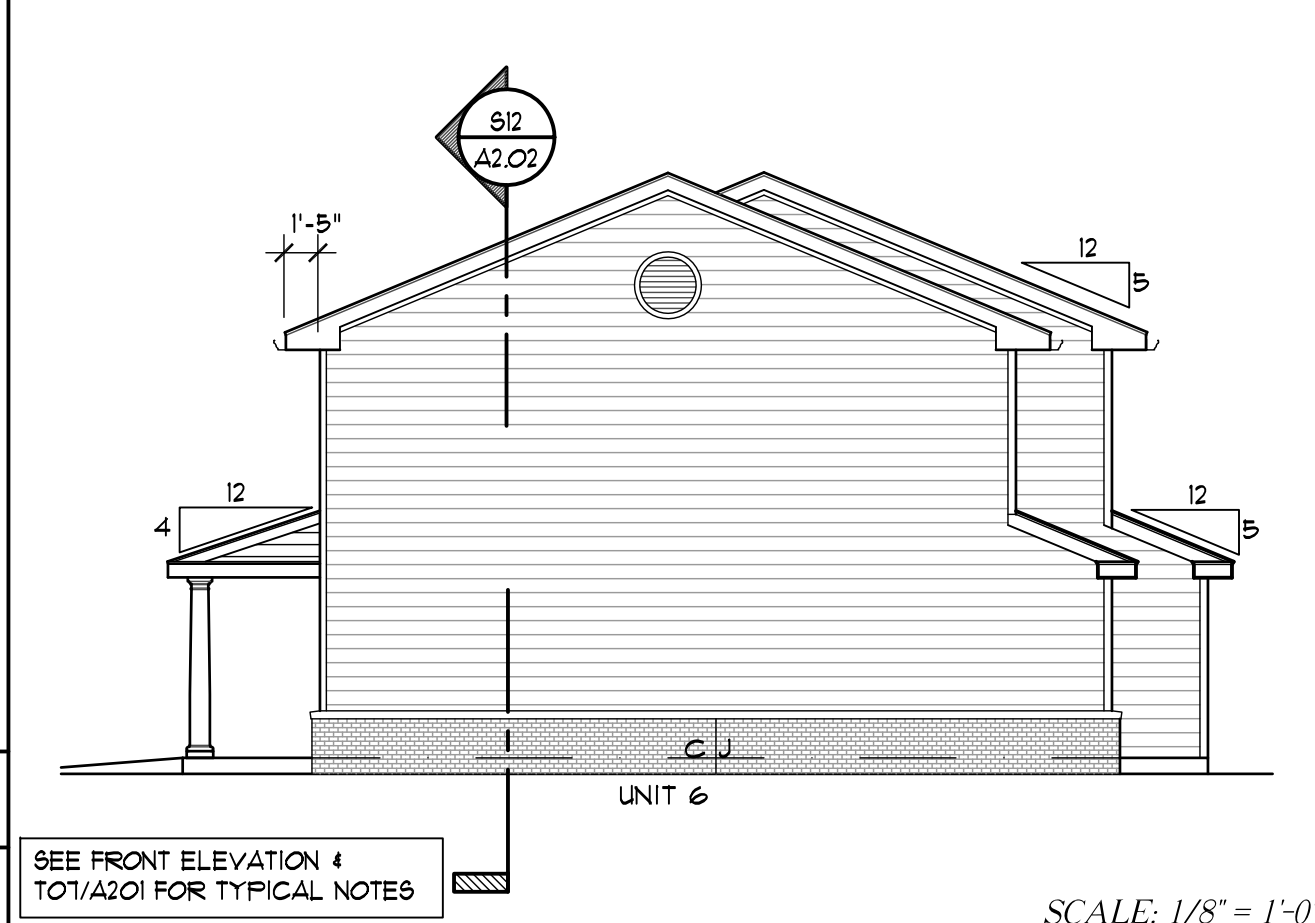 S12
A2.02
1'-5"
12
5
12
4
12
5
C J
UNIT 6
SEE FRONT ELEVATION &
T07/A201 FOR TYPICAL NOTES
SCALE: 1/8" = 1'-0